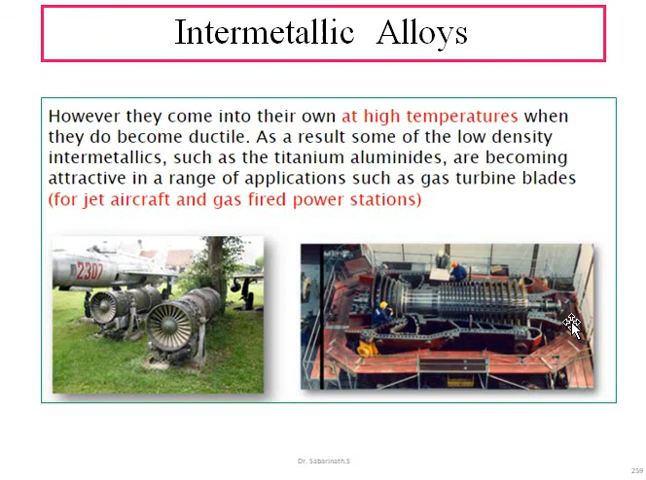 Intermetallic Alloys
However they come into their own at high temperatures when
they do become ductile. As a result some of the low density
intermetallics, such as the titanium aluminides, are becoming
attractive in a range of applications such as gas turbine blades
(for jet aircraft and gas fired power stations)
2307
Dr. Sabarinath.S
259